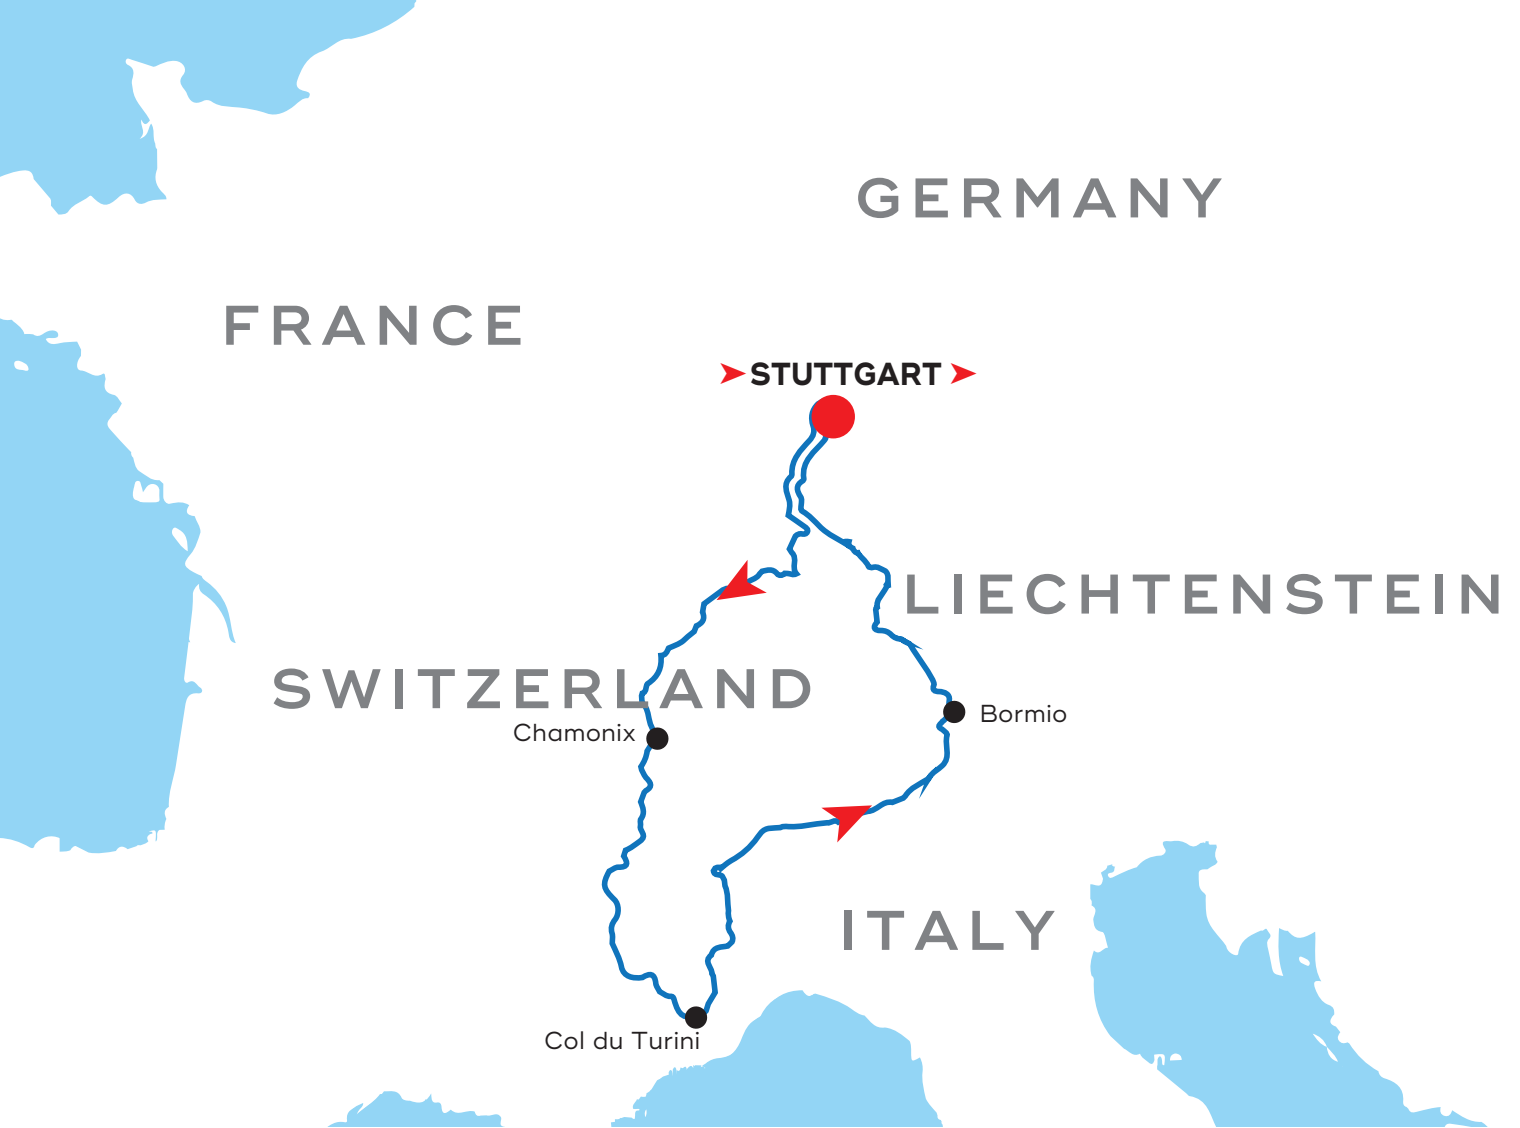 GERMANY
FRANCE
STUTTGART
LIECHTENSTEIN
SWITZERLAND
Chamonix
Bormio
ITALY
Col du Turini